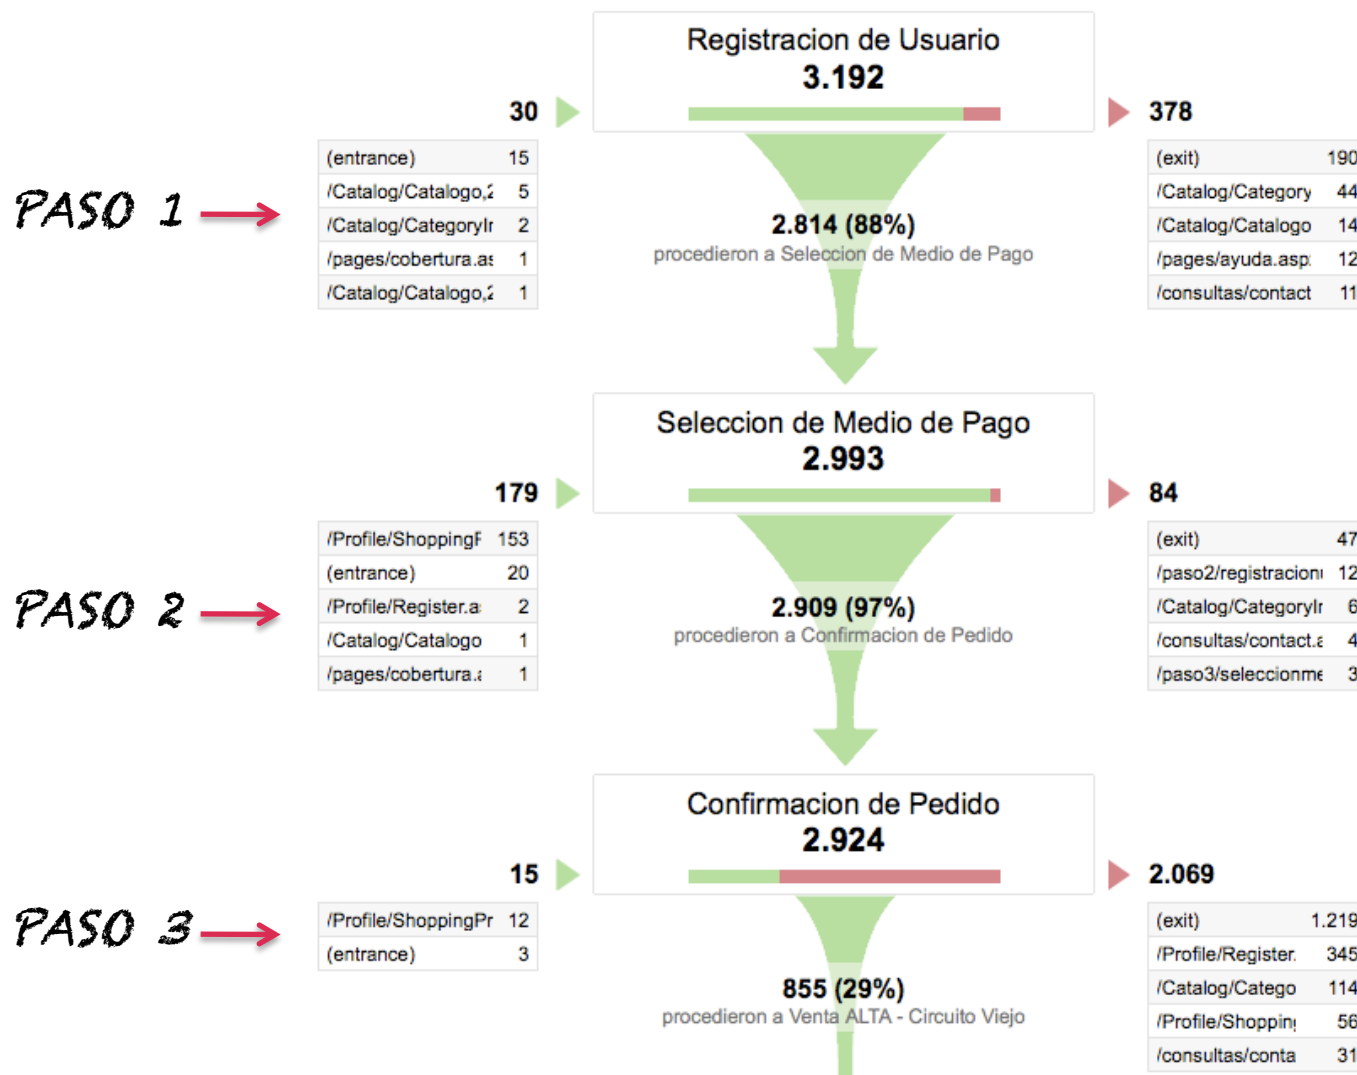 Registracion de Usuario
3.192
30
378
(entrance) 15
/Catalog/Catalogo,2 5
/Catalog/CategoryIr 2
/pages/cobertura.as 1
/Catalog/Catalogo,2 1
PASO 1
2.814 (88%)
procedieron a Seleccion de Medio de Pago
(exit) 190
/Catalog/Category 44
/Catalog/Catalogo 14
/pages/ayuda.asp: 12
/consultas/contact 11
Seleccion de Medio de Pago
2.993
179
84
/Profile/ShoppingF 153
(entrance) 20
/Profile/Register.a: 2
/Catalog/Catalogo 1
/pages/cobertura.a 1
PASO 2
2.909 (97%)
procedieron a Confirmacion de Pedido
(exit) 47
/paso2/registracion 12
/Catalog/CategoryIr 6
/consultas/contact.a 4
/paso3/seleccionme 3
Confirmacion de Pedido
2.924
15
2.069
PASO 3
/Profile/ShoppingPr 12
(entrance) 3
855 (29%)
procedieron a Venta ALTA - Circuito Viejo
(exit) 1.219
/Profile/Register. 345
/Catalog/Catego 114
/Profile/Shopping 56
/consultas/conta 31